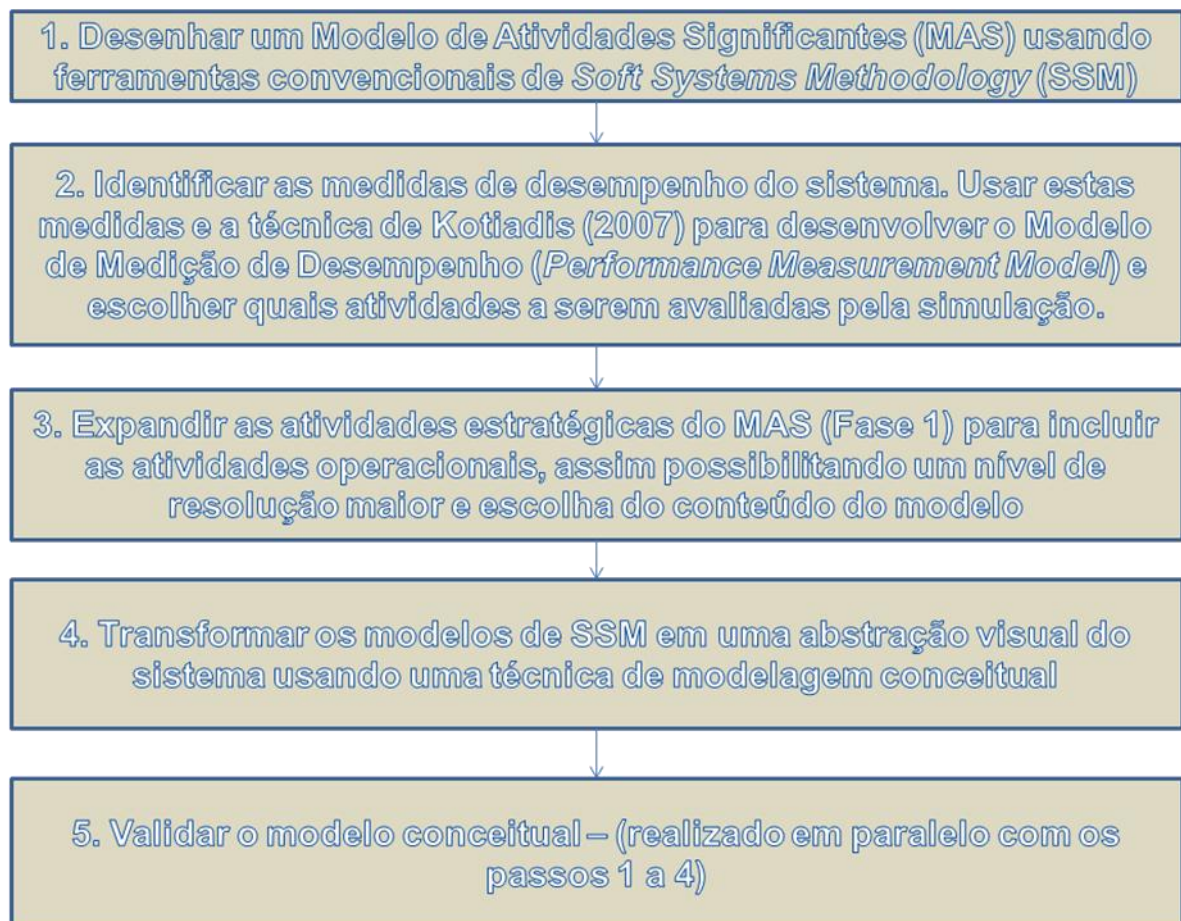 1. Desenhar um Modelo de Atividades Significantes (MAS) usando
ferramentas convencionais de Soft Systems Methodology (SSM)
2. Identificar as medidas de desempenho do sistema. Usar estas
medidas e a técnica de Kotiadis (2007) para desenvolver o Modelo
de Medição de Desempenho (Performance Measurement Model) e
escolher quais atividades a serem avaliadas pela simulação.
3. Expandir as atividades estratégicas do MAS (Fase 1) para incluir
as atividades operacionais, assim possibilitando um nível de
resolução maior e escolha do conteúdo do modelo
4. Transformar os modelos de SSM em uma abstração visual do
sistema usando uma técnica de modelagem conceitual
5. Validar o modelo conceitual – (realizado em paralelo com os
passos 1 a 4)